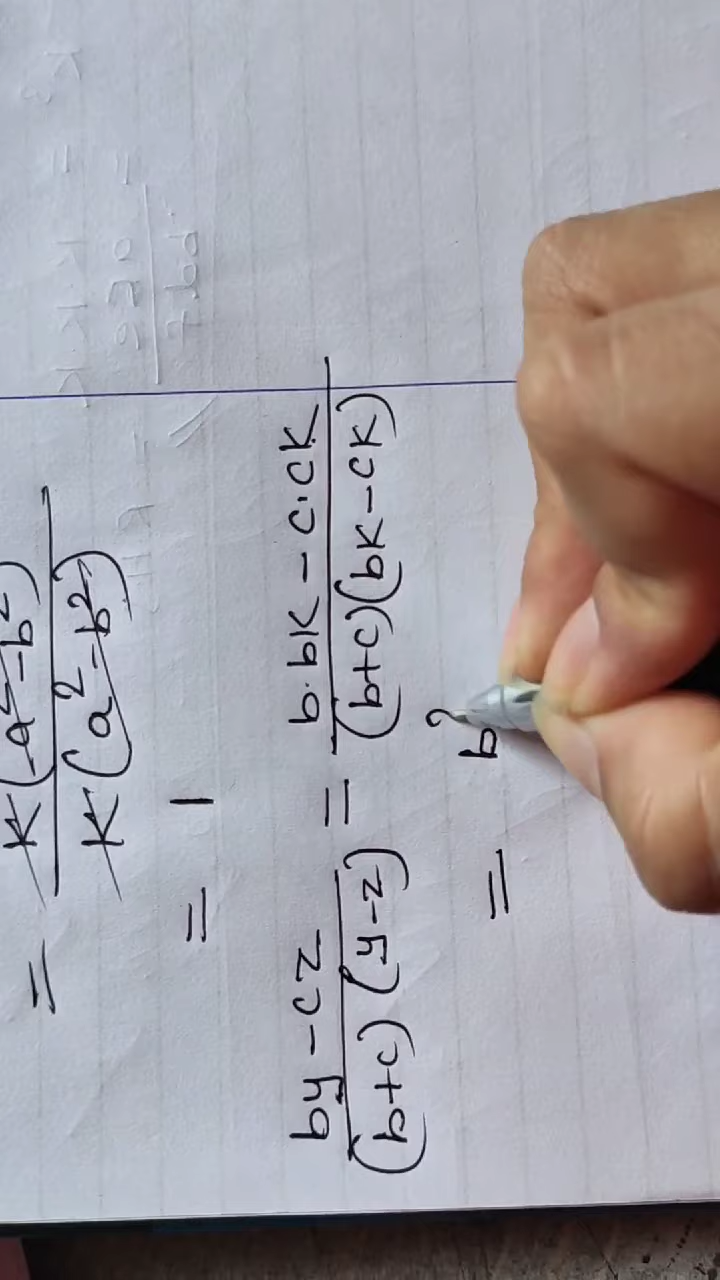 = K(a²-b²) / K(a²-b²)
= 1
by-cz / (b+c)(y-z) = b.bK-c.cK / (b+c)(bK-cK)
= b²